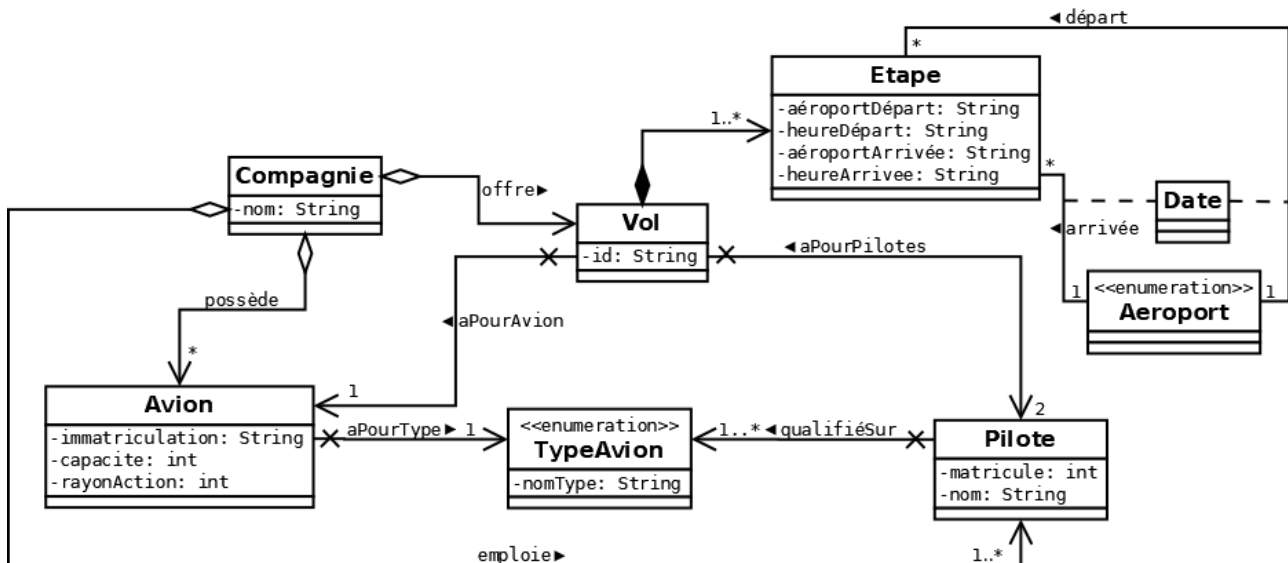 ◄départ
*
Etape
-aéroportDépart: String
-heureDépart: String
-aéroportArrivée: String
-heureArrivee: String
1..*
*
Compagnie
-nom: String
offre►
Date
Vol
-id: String
◄arrivée
◄aPourPilotes
<<enumeration>>
Aeroport
1
1
possède
◄aPourAvion
*
1
Avion
-immatriculation: String
-capacite: int
-rayonAction: int
aPourType►
1
<<enumeration>>
TypeAvion
-nomType: String
1..*
◄qualifiéSur
2
Pilote
-matricule: int
-nom: String
emploie►
1..*